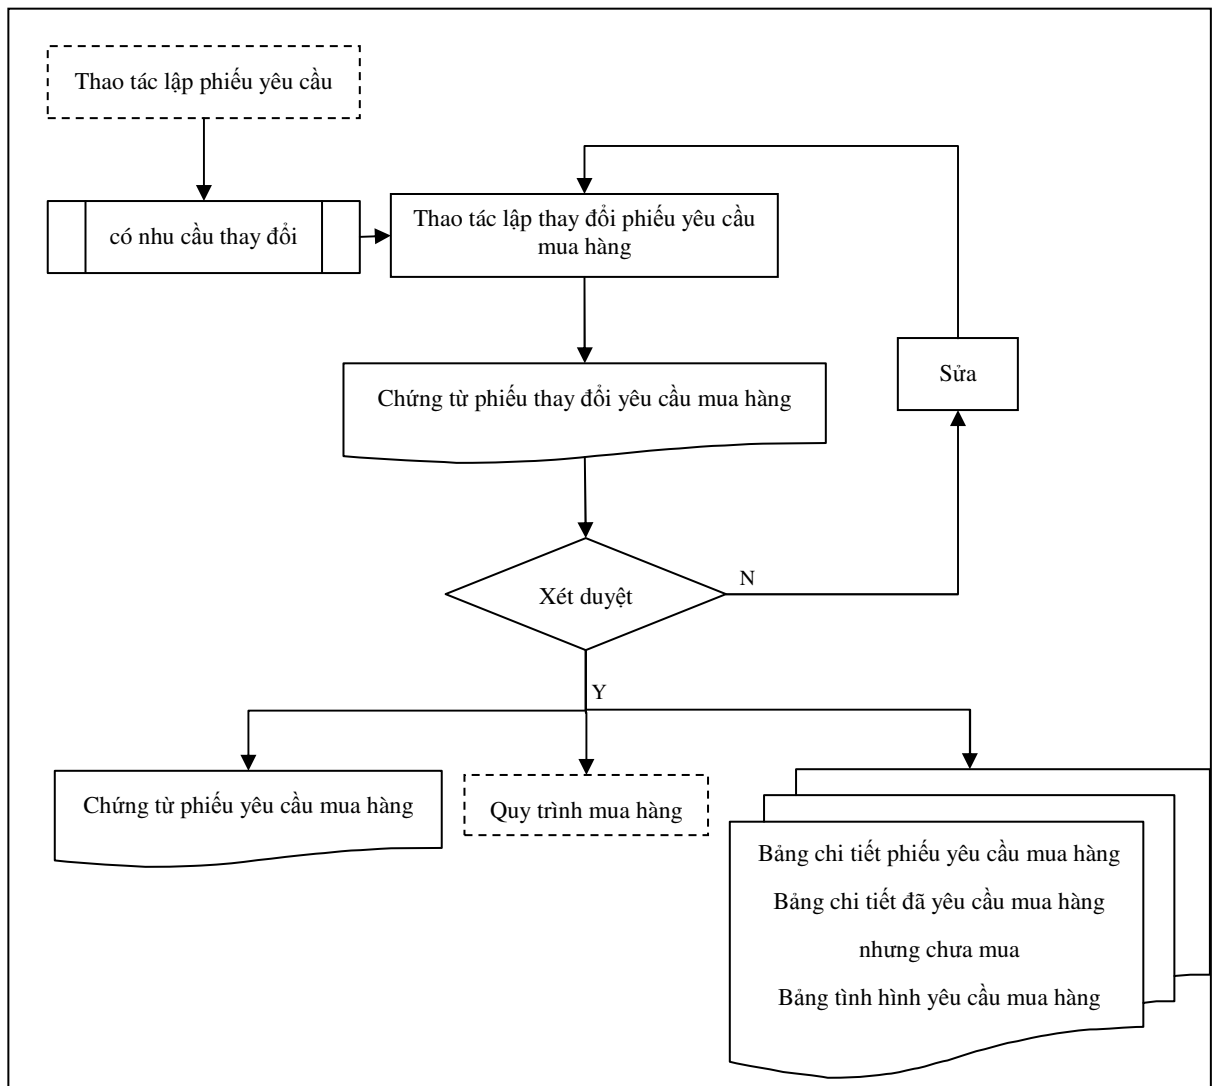 Thao tác lập phiếu yêu cầu
có nhu cầu thay đổi
Thao tác lập thay đổi phiếu yêu cầu
mua hàng
Sửa
Chứng từ phiếu thay đổi yêu cầu mua hàng
Xét duyệt
N
Y
Chứng từ phiếu yêu cầu mua hàng
Quy trình mua hàng
Bảng chi tiết phiếu yêu cầu mua hàng
Bảng chi tiết đã yêu cầu mua hàng
nhưng chưa mua
Bảng tình hình yêu cầu mua hàng